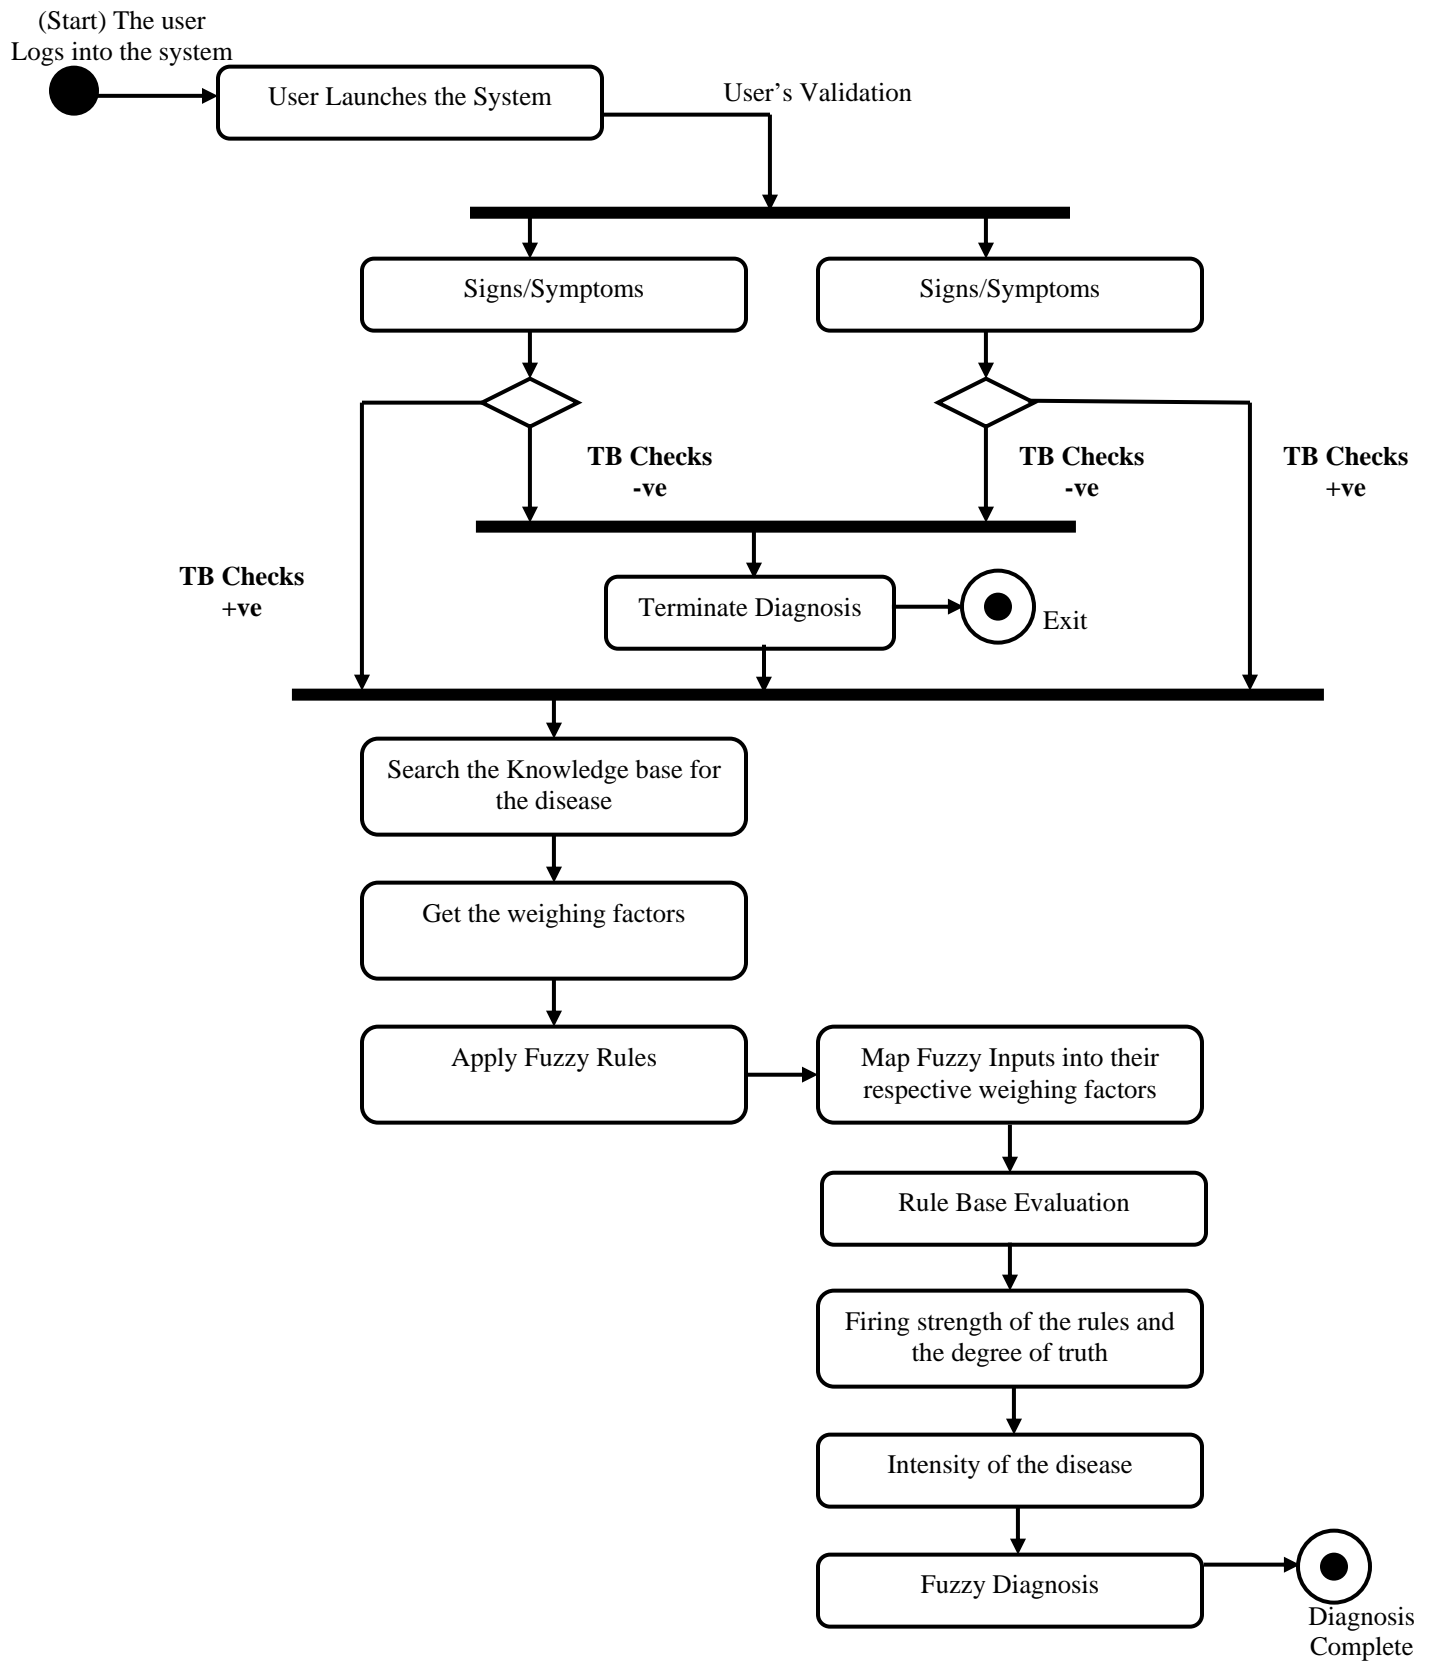 (Start) The user
Logs into the system
User Launches the System
User’s Validation
Signs/Symptoms
Signs/Symptoms
TB Checks
-ve
TB Checks
-ve
TB Checks
+ve
TB Checks
+ve
Terminate Diagnosis
Exit
Search the Knowledge base for
the disease
Get the weighing factors
Apply Fuzzy Rules
Map Fuzzy Inputs into their
respective weighing factors
Rule Base Evaluation
Firing strength of the rules and
the degree of truth
Intensity of the disease
Fuzzy Diagnosis
Diagnosis
Complete